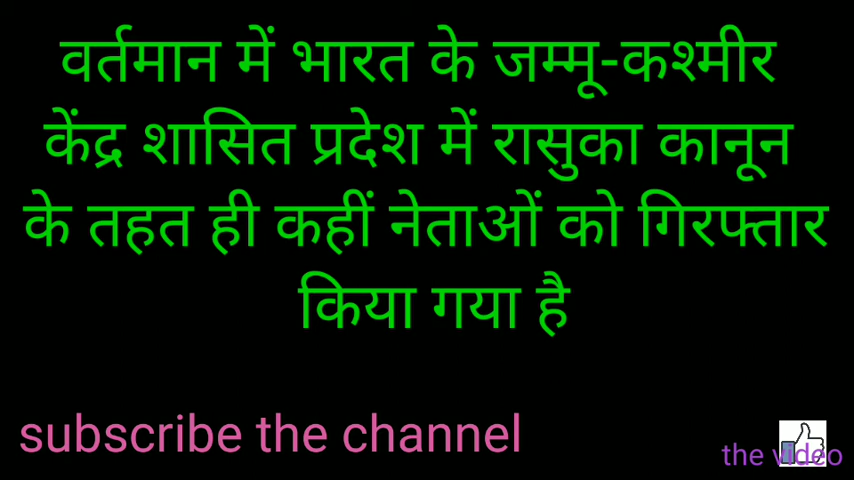 वर्तमान में भारत के जम्मू-कश्मीर
केंद्र शासित प्रदेश में रासुका कानून
के तहत ही कहीं नेताओं को गिरफ्तार
किया गया है
subscribe the channel
the video